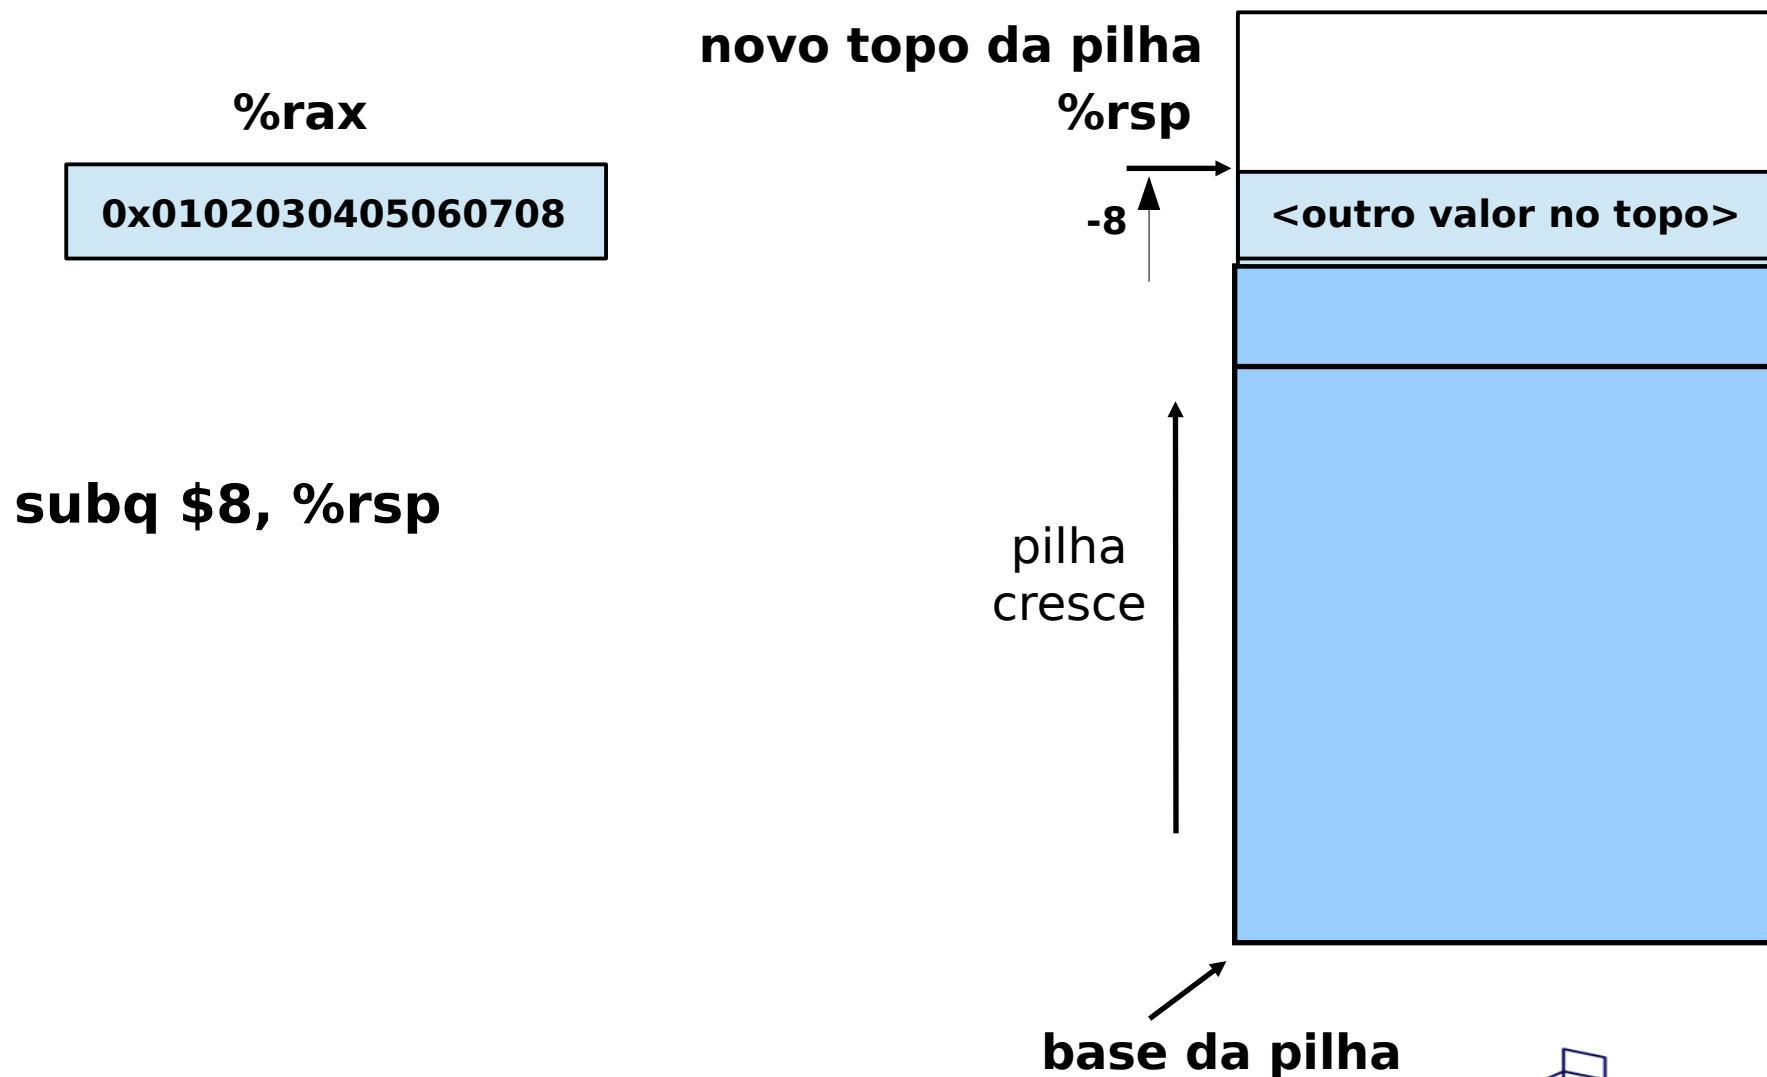 novo topo da pilha
%rax
%rsp
0x0102030405060708
-8
<outro valor no topo>
subq $8, %rsp
pilha
cresce
base da pilha